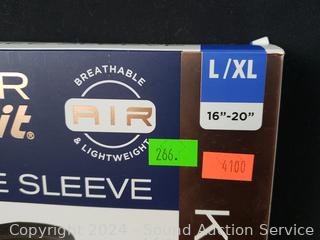 L/XL
16”-20”
R
it®
BREATHABLE
AIR
& LIGHTWEIGHT
266.
4100
E SLEEVE
K
Copyright 2024 - Sound Auction Service